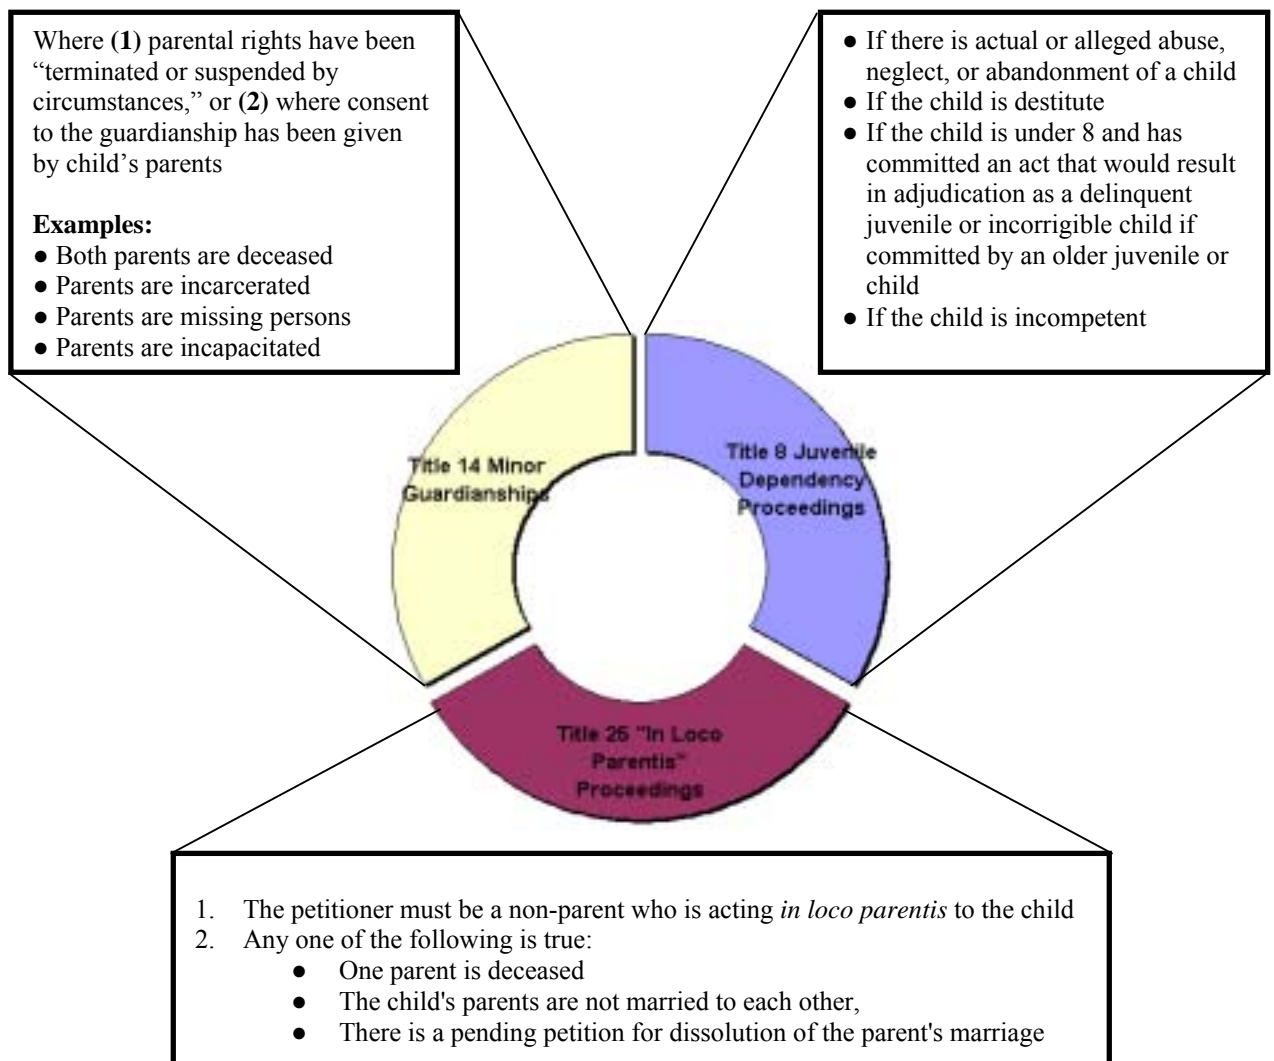 Where (1) parental rights have been
“terminated or suspended by
circumstances,” or (2) where consent
to the guardianship has been given
by child’s parents
Examples:
● Both parents are deceased
● Parents are incarcerated
● Parents are missing persons
● Parents are incapacitated
● If there is actual or alleged abuse,
neglect, or abandonment of a child
● If the child is destitute
● If the child is under 8 and has
committed an act that would result
in adjudication as a delinquent
juvenile or incorrigible child if
committed by an older juvenile or
child
● If the child is incompetent
Title 14 Minor
Guardianships
Title 8 Juvenile
Dependency
Proceedings
Title 25 "In Loco
Parentis"
Proceedings
1. The petitioner must be a non-parent who is acting in loco parentis to the child
2. Any one of the following is true:
● One parent is deceased
● The child's parents are not married to each other,
● There is a pending petition for dissolution of the parent's marriage